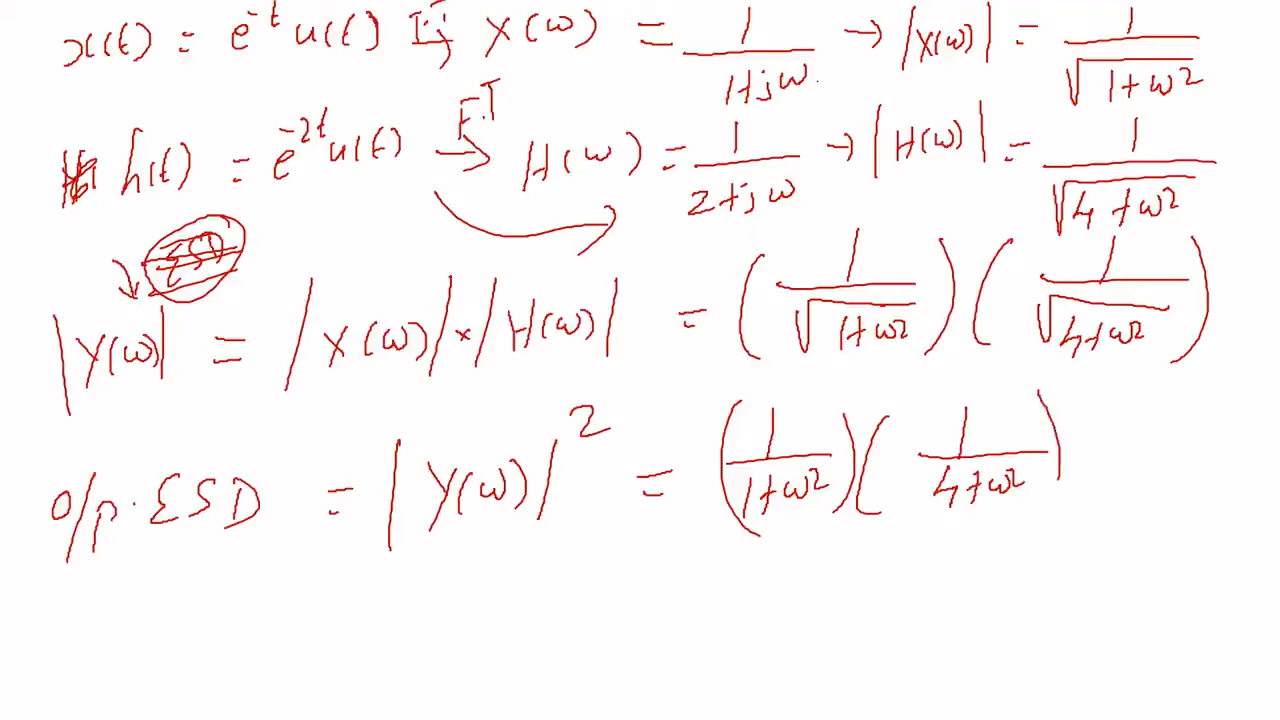 x(t) = e^-t u(t) F.T X(ω) = 1/(1+jω) → |X(ω)| = 1/√(1+ω²)
h(t) = e^-2t u(t) F.T → H(ω) = 1/(2+jω) → |H(ω)| = 1/√(4+ω²)
ESD
|Y(ω)| = |X(ω)| × |H(ω)| = (1/√(1+ω²)) (1/√(4+ω²))
o/p. ESD = |Y(ω)|² = (1/(1+ω²)) (1/(4+ω²))